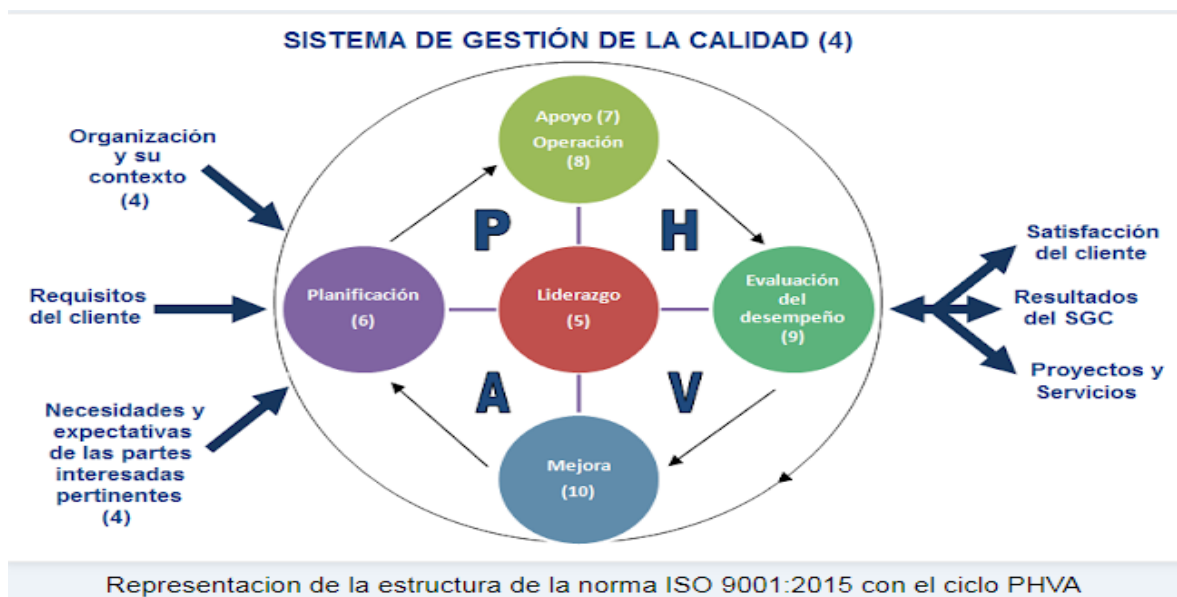 SISTEMA DE GESTIÓN DE LA CALIDAD (4)
Organización
y su
contexto
(4)
Requisitos
del cliente
Necesidades y
expectativas
de las partes
interesadas
pertinentes
(4)
Apoyo (7)
Operación
(8)
P
H
Planificación
(6)
Liderazgo
(5)
Evaluación
del
desempeño
(9)
A
V
Mejora
(10)
Satisfacción
del cliente
Resultados
del SGC
Proyectos y
Servicios
Representacion de la estructura de la norma ISO 9001:2015 con el ciclo PHVA